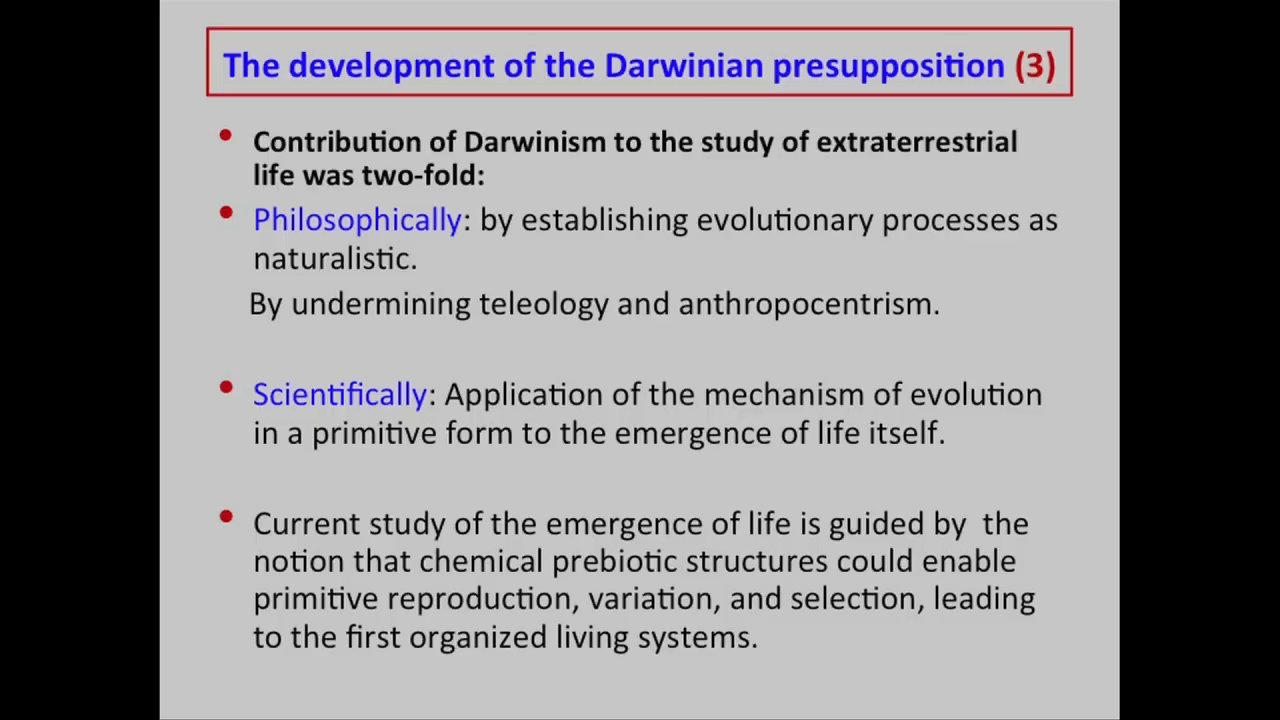 The development of the Darwinian presupposition (3)
• Contribution of Darwinism to the study of extraterrestrial
life was two-fold:
• Philosophically: by establishing evolutionary processes as
naturalistic.
By undermining teleology and anthropocentrism.
• Scientifically: Application of the mechanism of evolution
in a primitive form to the emergence of life itself.
• Current study of the emergence of life is guided by  the
notion that chemical prebiotic structures could enable
primitive reproduction, variation, and selection, leading
to the first organized living systems.